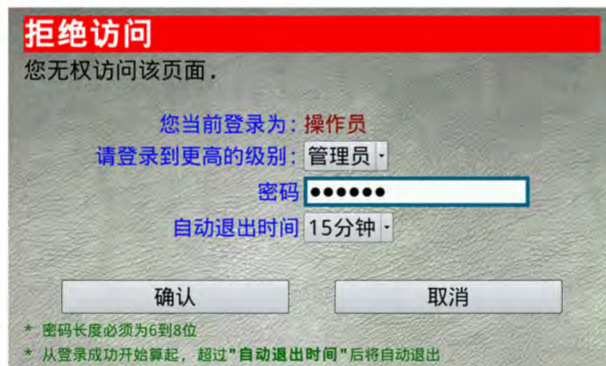 拒绝访问
您无权访问该页面.
您当前登录为: 操作员
请登录到更高的级别: 管理员
密码 ●●●●●●
自动退出时间 15分钟
确认 取消
* 密码长度必须为6到8位
* 从登录成功开始算起, 超过"自动退出时间"后将自动退出